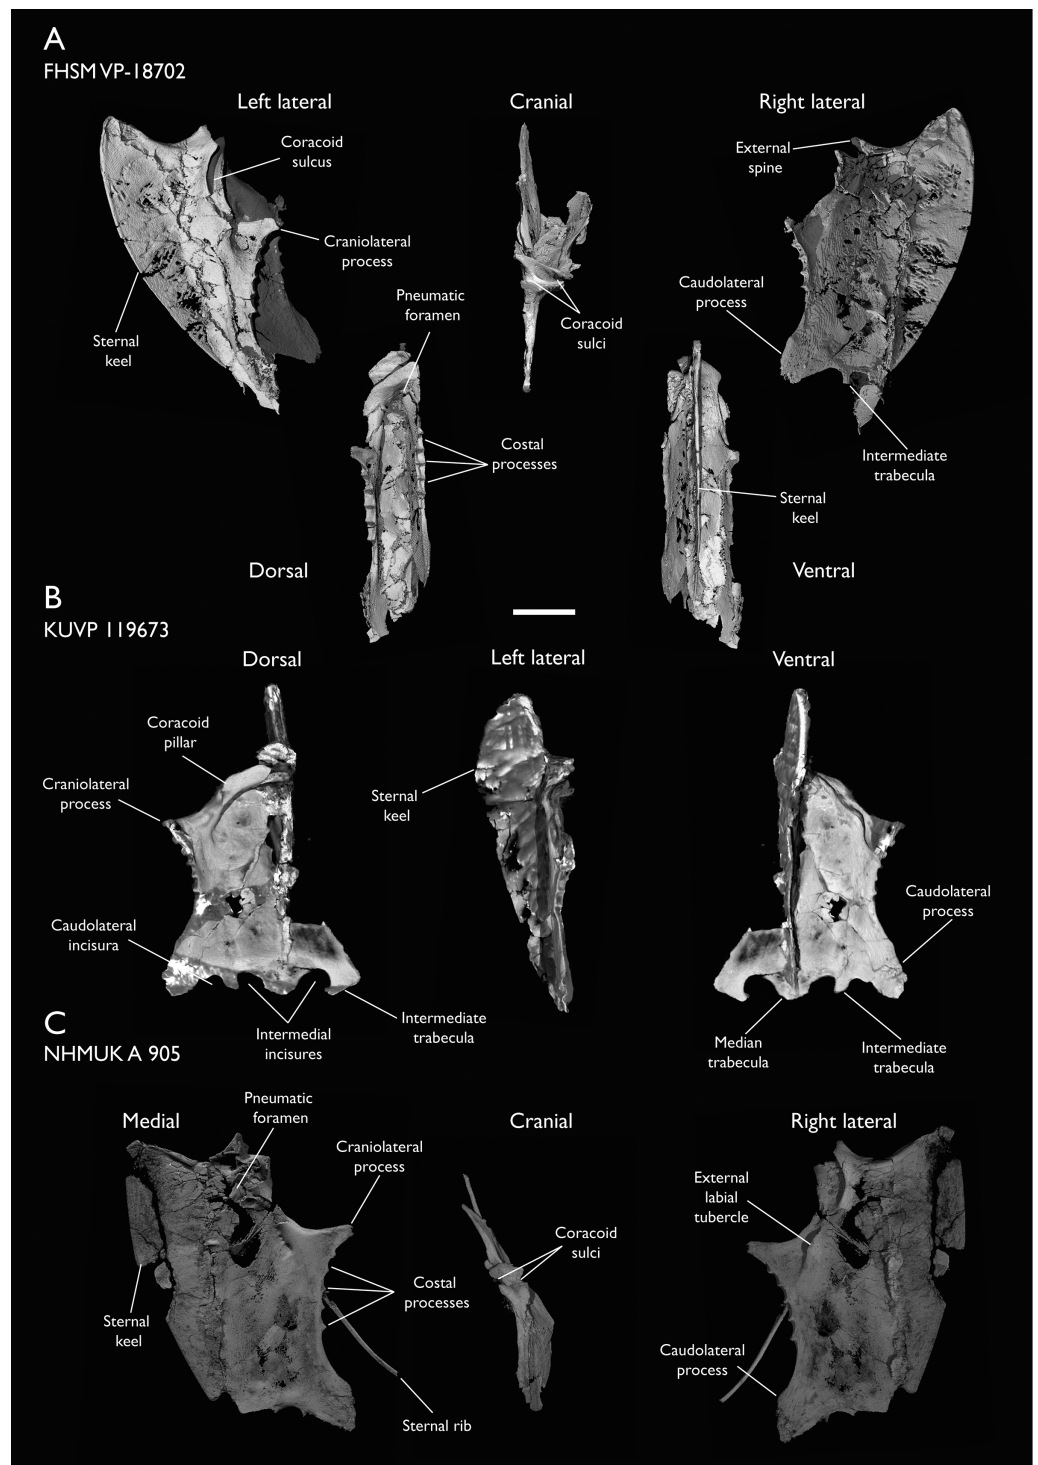 A
FHSM VP-18702
Left lateral
Cranial
Right lateral
Coracoid
sulcus
External
spine
Craniolateral
process
Pneumatic
foramen
Caudolateral
process
Sternal
keel
Coracoid
sulci
Costal
processes
Intermediate
trabecula
Sternal
keel
Dorsal
Ventral
B
KUVP 119673
Dorsal
Left lateral
Ventral
Coracoid
pillar
Craniolateral
process
Sternal
keel
Caudolateral
process
Caudolateral
incisura
Intermedial
incisures
Intermediate
trabecula
Median
trabecula
Intermediate
trabecula
C
NHMUK A 905
Medial
Pneumatic
foramen
Cranial
Right lateral
Craniolateral
process
External
labial
tubercle
Coracoid
sulci
Costal
processes
Sternal
keel
Caudolateral
process
Sternal rib